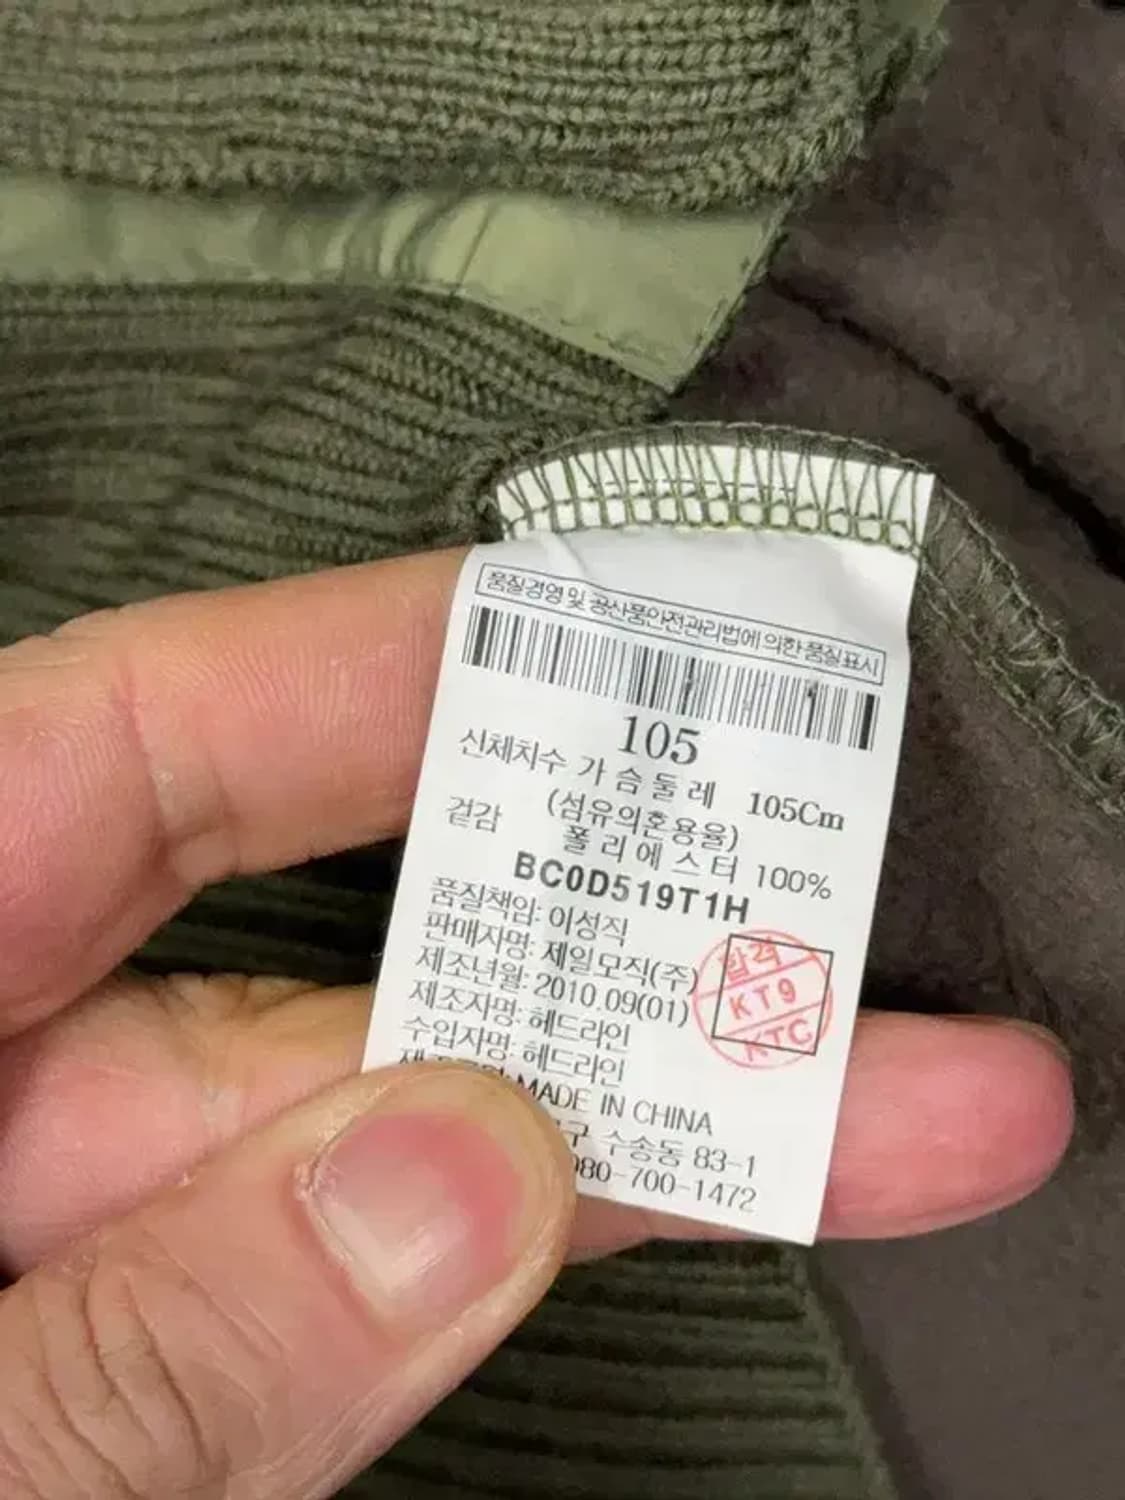 품질경영 및 공산품안전관리법에 의한 품질표시
105
신체치수 가 슴 둘 레 105Cm
(섬유의혼용율)
겉감 폴 리 에 스 터 100%
BC0D519T1H
품질책임: 이성직
판매자명: 제일모직(주)
제조년월: 2010.09(01)
제조자명: 헤드라인
수입자명: 헤드라인
MADE IN CHINA
수송동 83-1
080-700-1472
합격
KT9
KTC